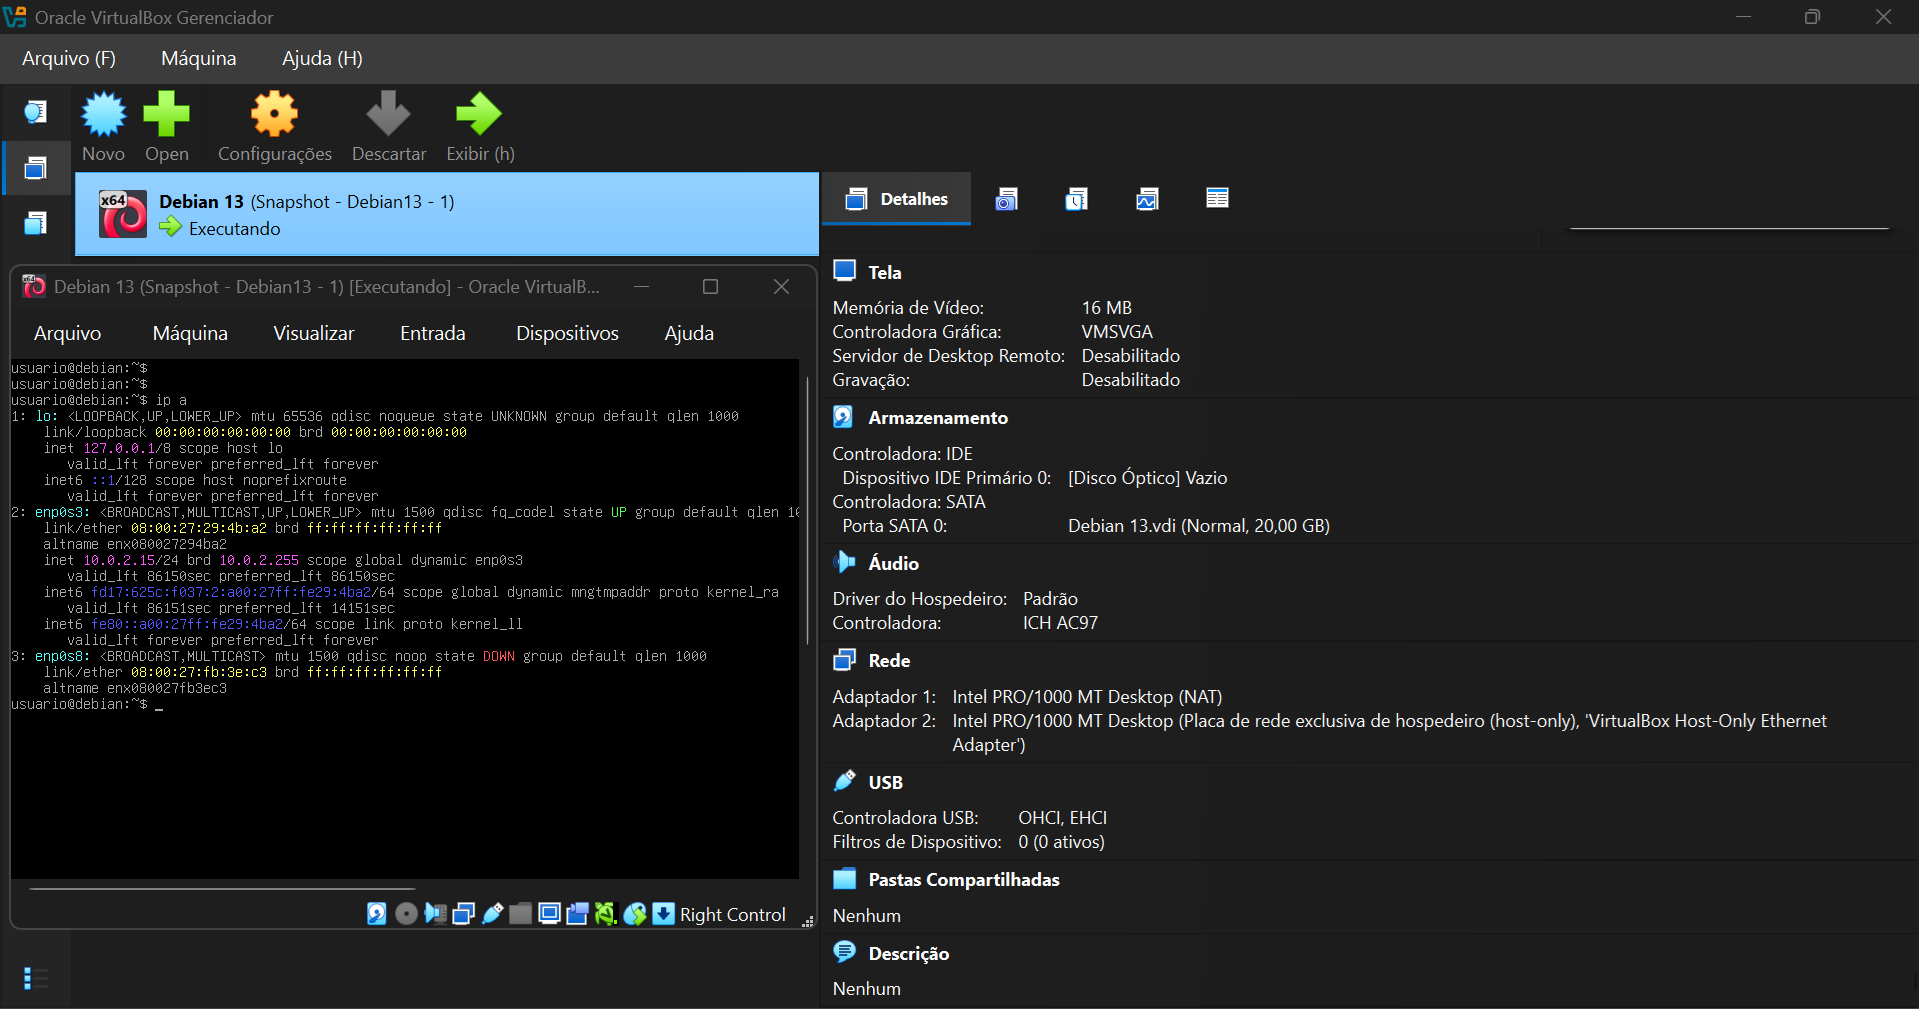 Oracle VirtualBox Gerenciador
Arquivo (F) Máquina Ajuda (H)
Novo Open Configurações Descartar Exibir (h)
x64 Debian 13 (Snapshot - Debian13 - 1)
Executando
Detalhes
Debian 13 (Snapshot - Debian13 - 1) [Executando] - Oracle VirtualB...
Arquivo Máquina Visualizar Entrada Dispositivos Ajuda
usuario@debian:~$
usuario@debian:~$
usuario@debian:~$ ip a
1: lo: <LOOPBACK,UP,LOWER_UP> mtu 65536 qdisc noqueue state UNKNOWN group default qlen 1000
link/loopback 00:00:00:00:00:00 brd 00:00:00:00:00:00
inet 127.0.0.1/8 scope host lo
valid_lft forever preferred_lft forever
inet6 ::1/128 scope host noprefixroute
valid_lft forever preferred_lft forever
2: enp0s3: <BROADCAST,MULTICAST,UP,LOWER_UP> mtu 1500 qdisc fq_codel state UP group default qlen
link/ether 08:00:27:29:4b:a2 brd ff:ff:ff:ff:ff:ff
altname enx080027294ba2
inet 10.0.2.15/24 brd 10.0.2.255 scope global dynamic enp0s3
valid_lft 86150sec preferred_lft 86150sec
inet6 fd17:625c:f037:2:a00:27ff:fe29:4ba2/64 scope global dynamic mngtmpaddr proto kernel_ra
valid_lft 86151sec preferred_lft 14151sec
inet6 fe80::a00:27ff:fe29:4ba2/64 scope link proto kernel_ll
valid_lft forever preferred_lft forever
3: enp0s8: <BROADCAST,MULTICAST> mtu 1500 qdisc noop state DOWN group default qlen 1000
link/ether 08:00:27:fb:3e:c3 brd ff:ff:ff:ff:ff:ff
altname enx080027fb3ec3
usuario@debian:~$ _
Right Control
Tela
Memória de Vídeo: 16 MB
Controladora Gráfica: VMSVGA
Servidor de Desktop Remoto: Desabilitado
Gravação: Desabilitado
Armazenamento
Controladora: IDE
Dispositivo IDE Primário 0: [Disco Óptico] Vazio
Controladora: SATA
Porta SATA 0: Debian 13.vdi (Normal, 20,00 GB)
Áudio
Driver do Hospedeiro: Padrão
Controladora: ICH AC97
Rede
Adaptador 1: Intel PRO/1000 MT Desktop (NAT)
Adaptador 2: Intel PRO/1000 MT Desktop (Placa de rede exclusiva de hospedeiro (host-only), 'VirtualBox Host-Only Ethernet
Adapter')
USB
Controladora USB: OHCI, EHCI
Filtros de Dispositivo: 0 (0 ativos)
Pastas Compartilhadas
Nenhum
Descrição
Nenhum